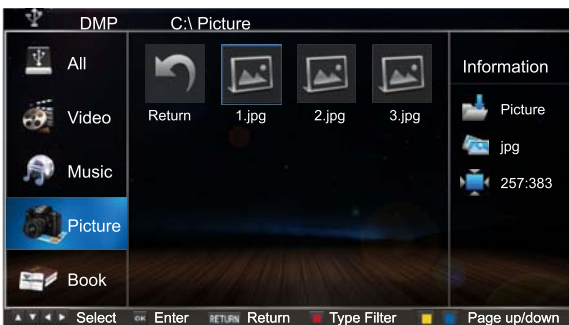 DMP C:\ Picture
All
Video
Music
Picture
Book
Return 1.jpg 2.jpg 3.jpg
Information
Picture
jpg
257:383
Select OK Enter RETURN Return Type Filter Page up/down